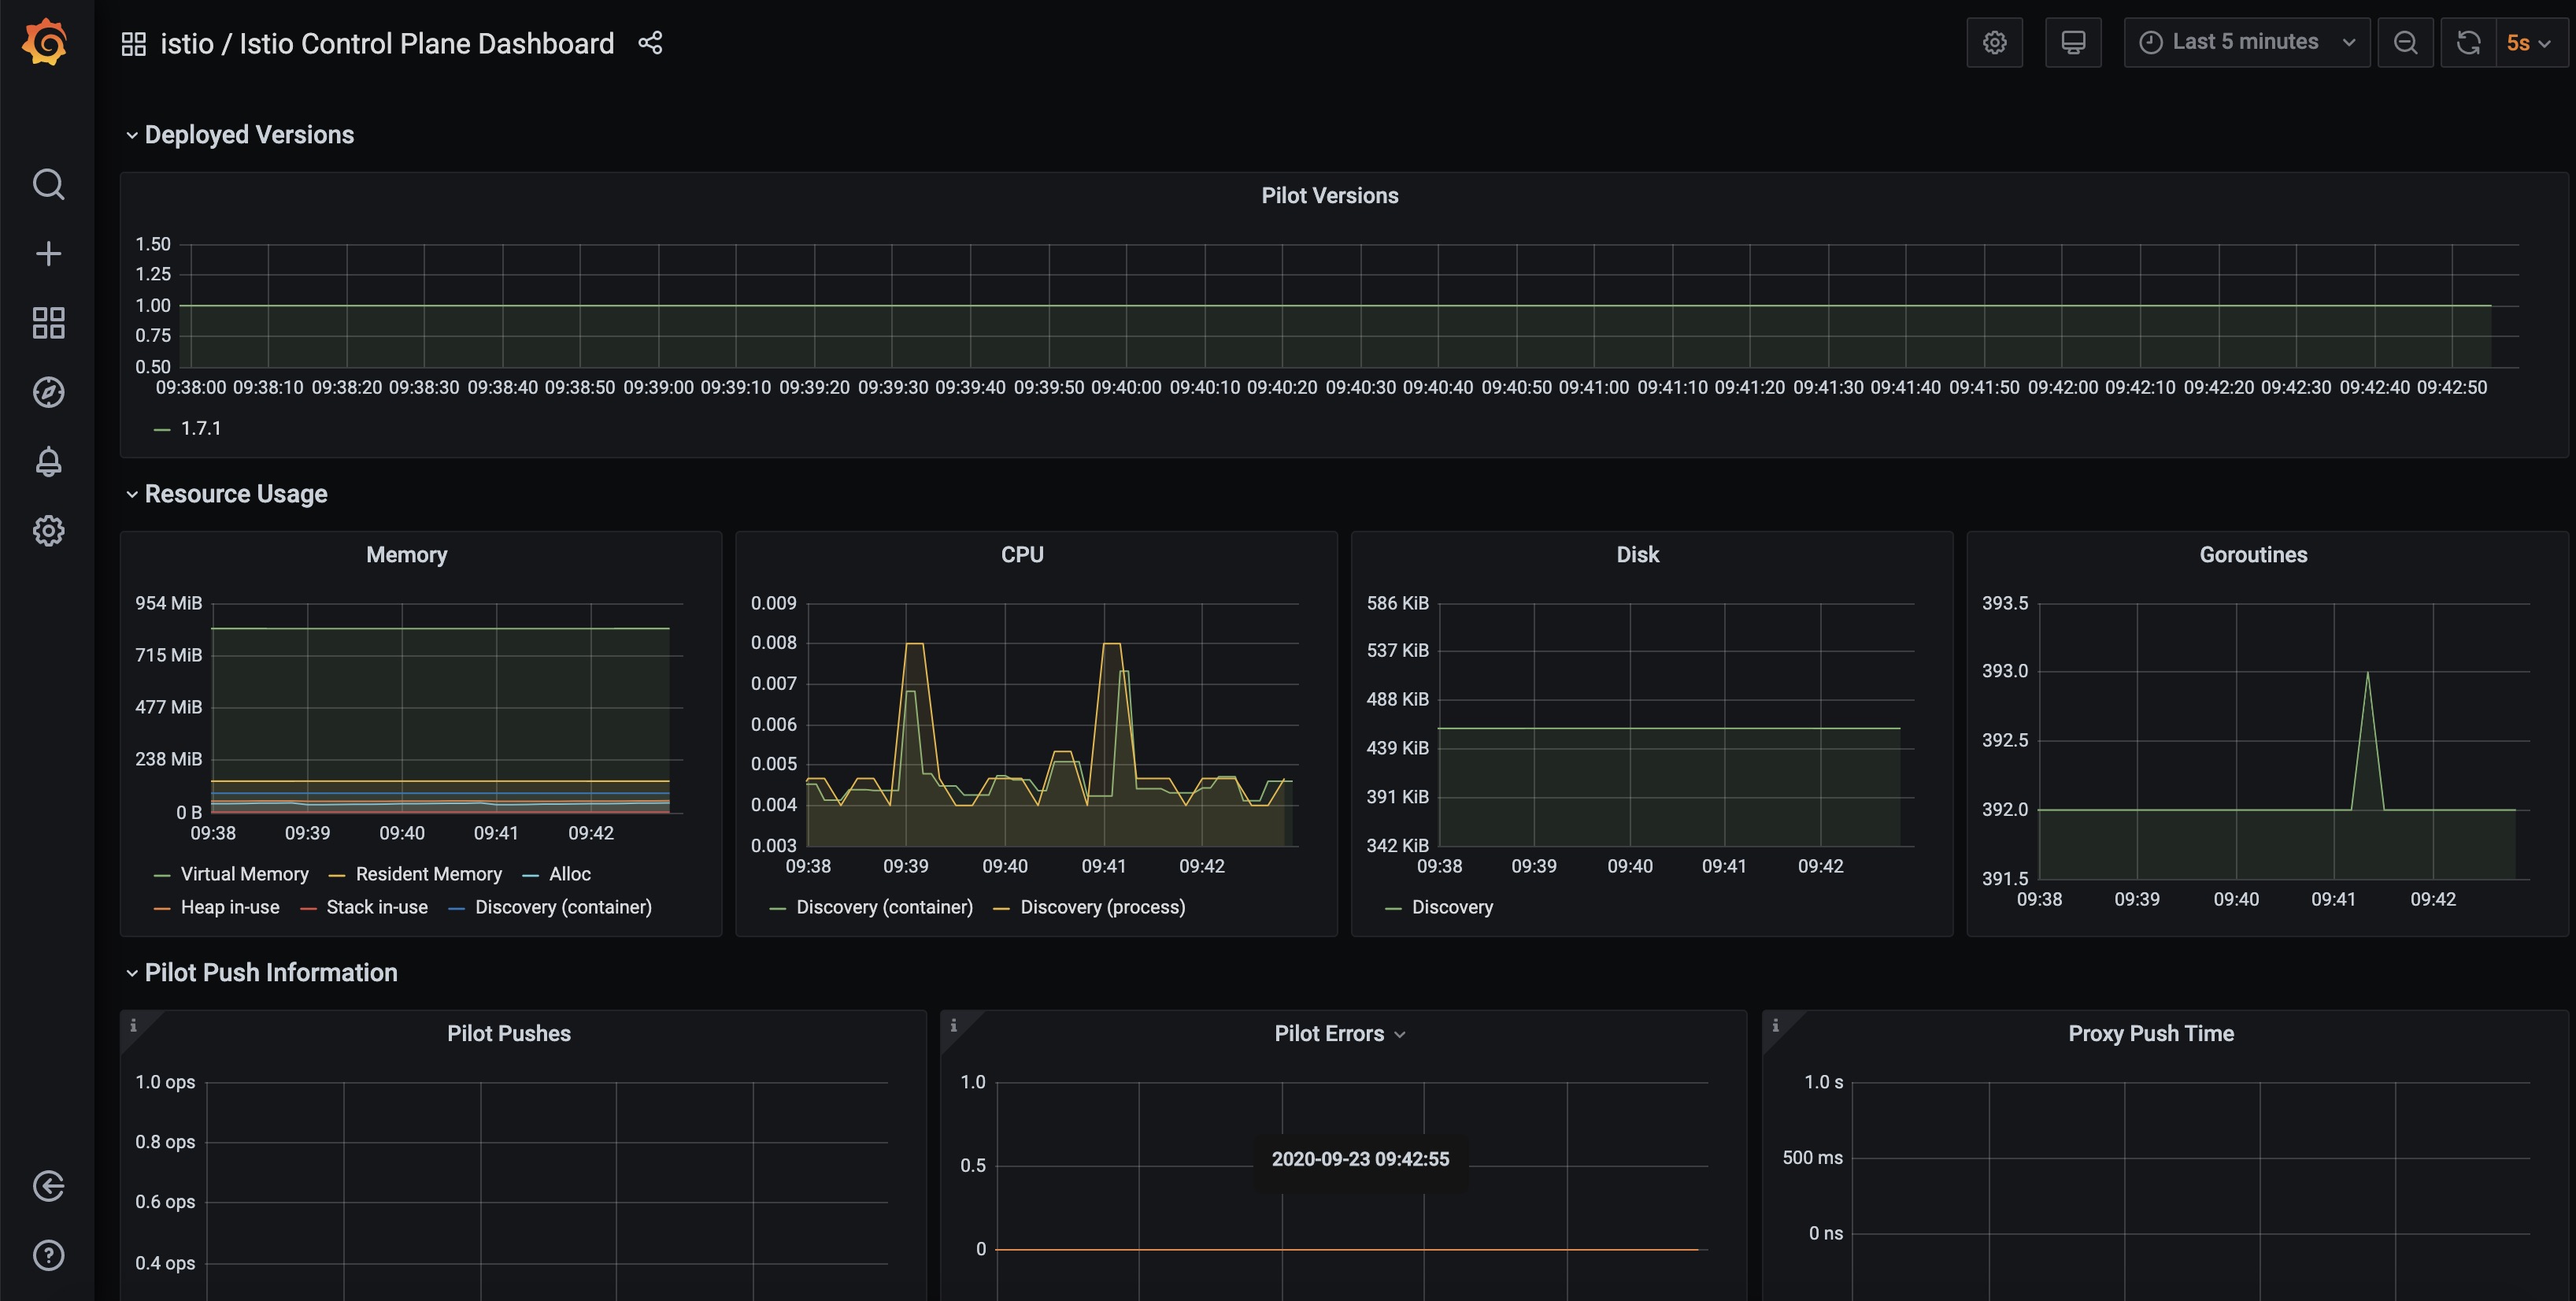 istio / Istio Control Plane Dashboard
Last 5 minutes
5s
Deployed Versions
Pilot Versions
1.50
1.25
1.00
0.75
0.50
09:38:00 09:38:10 09:38:20 09:38:30 09:38:40 09:38:50 09:39:00 09:39:10 09:39:20 09:39:30 09:39:40 09:39:50 09:40:00 09:40:10 09:40:20 09:40:30 09:40:40 09:40:50 09:41:00 09:41:10 09:41:20 09:41:30 09:41:40 09:41:50 09:42:00 09:42:10 09:42:20 09:42:30 09:42:40 09:42:50
1.7.1
Resource Usage
Memory
954 MiB
715 MiB
477 MiB
238 MiB
0 B
09:38 09:39 09:40 09:41 09:42
Virtual Memory Resident Memory Alloc
Heap in-use Stack in-use Discovery (container)
CPU
0.009
0.008
0.007
0.006
0.005
0.004
0.003
09:38 09:39 09:40 09:41 09:42
Discovery (container) Discovery (process)
Disk
586 KiB
537 KiB
488 KiB
439 KiB
391 KiB
342 KiB
09:38 09:39 09:40 09:41 09:42
Discovery
Goroutines
393.5
393.0
392.5
392.0
391.5
09:38 09:39 09:40 09:41 09:42
Pilot Push Information
i
Pilot Pushes
1.0 ops
0.8 ops
0.6 ops
0.4 ops
i
Pilot Errors
1.0
0.5
0
2020-09-23 09:42:55
i
Proxy Push Time
1.0 s
500 ms
0 ns